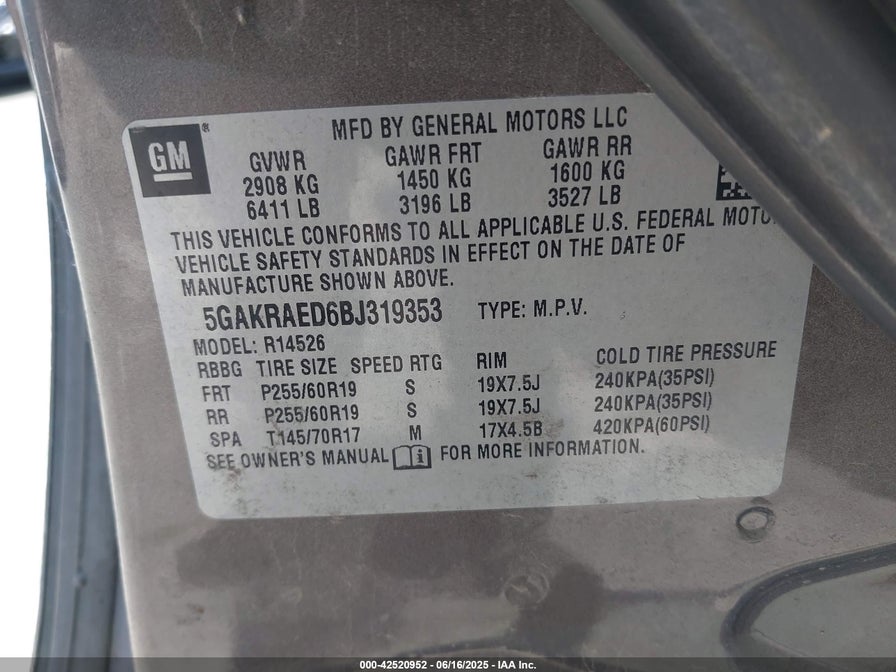 GM
MFD BY GENERAL MOTORS LLC
GVWR GAWR FRT GAWR RR
2908 KG 1450 KG 1600 KG
6411 LB 3196 LB 3527 LB
THIS VEHICLE CONFORMS TO ALL APPLICABLE U.S. FEDERAL
VEHICLE SAFETY STANDARDS IN EFFECT ON THE DATE OF
MANUFACTURE SHOWN ABOVE.
5GAKRAED6BJ319353 TYPE: M.P.V.
MODEL: R14526
RBBG TIRE SIZE SPEED RTG RIM COLD TIRE PRESSURE
FRT P255/60R19 S 19X7.5J 240KPA(35PSI)
RR P255/60R19 S 19X7.5J 240KPA(35PSI)
SPA T145/70R17 M 17X4.5B 420KPA(60PSI)
SEE OWNER'S MANUAL FOR MORE INFORMATION.
000-42520952 - 06/16/2025 - IAA Inc.